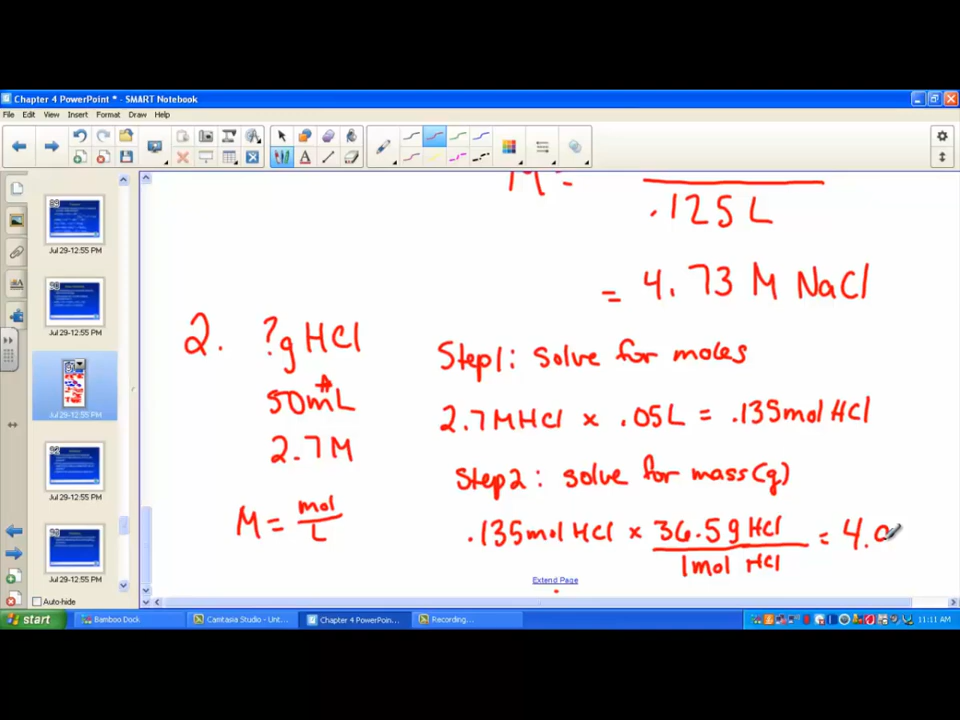 Chapter 4 PowerPoint * - SMART Notebook
File Edit View Insert Format Draw Help
Jul 29-12:55 PM
Jul 29-12:55 PM
Jul 29-12:55 PM
Jul 29-12:55 PM
Jul 29-12:55 PM
Auto-hide
M =
.125 L
= 4.73 M NaCl
2. ?g HCl
50mL
2.7M
M = mol
L
Step1: solve for moles
2.7MHCl x .05L = .135mol HCl
Step2: solve for mass(g)
.135mol HCl x 36.5g HCl = 4.
1mol HCl
Extend Page
start
Bamboo Dock
Camtasia Studio - Unt...
Chapter 4 PowerPoin...
Recording...
11:11 AM